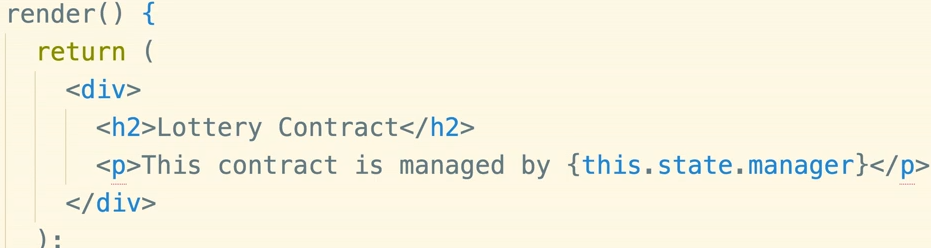 render() {
return (
<div>
<h2>Lottery Contract</h2>
<p>This contract is managed by {this.state.manager}</p>
</div>
);